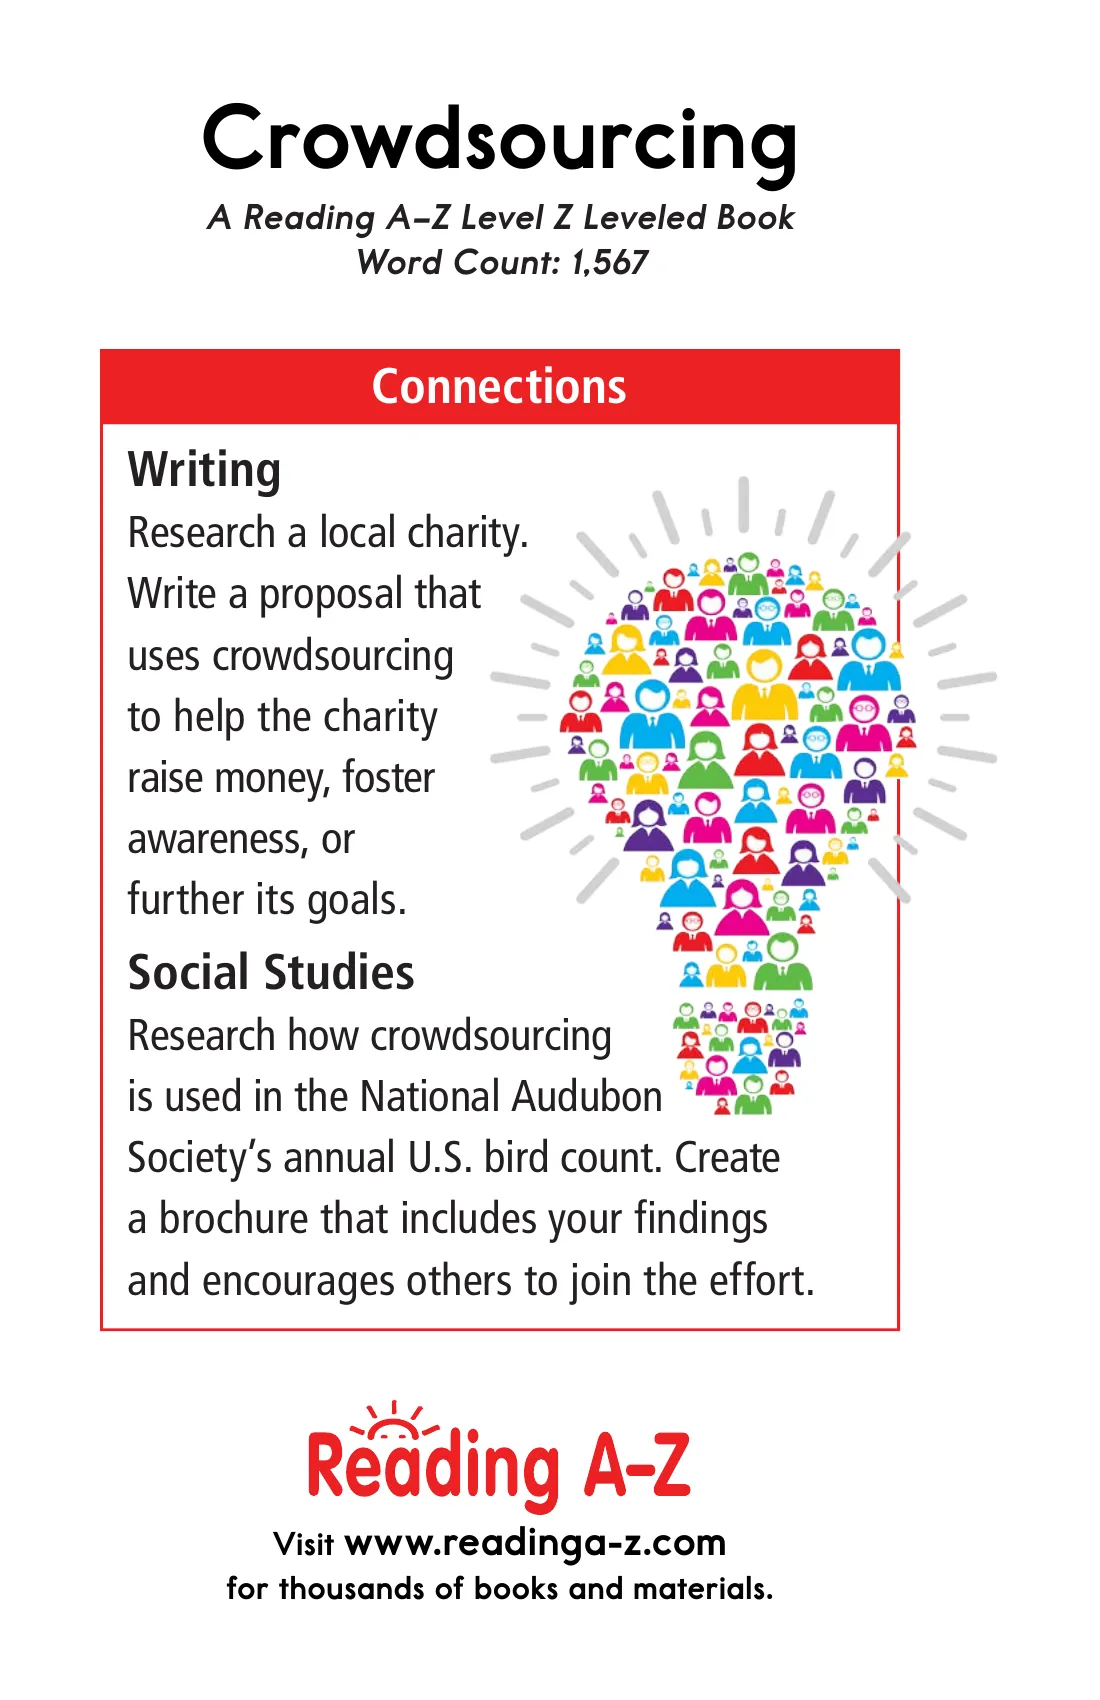 Crowdsourcing
A Reading A–Z Level Z Leveled Book
Word Count: 1,567
Connections
Writing
Research a local charity.
Write a proposal that
uses crowdsourcing
to help the charity
raise money, foster
awareness, or
further its goals.
Social Studies
Research how crowdsourcing
is used in the National Audubon
Society’s annual U.S. bird count. Create
a brochure that includes your findings
and encourages others to join the effort.
Reading A–Z
Visit www.readinga-z.com
for thousands of books and materials.